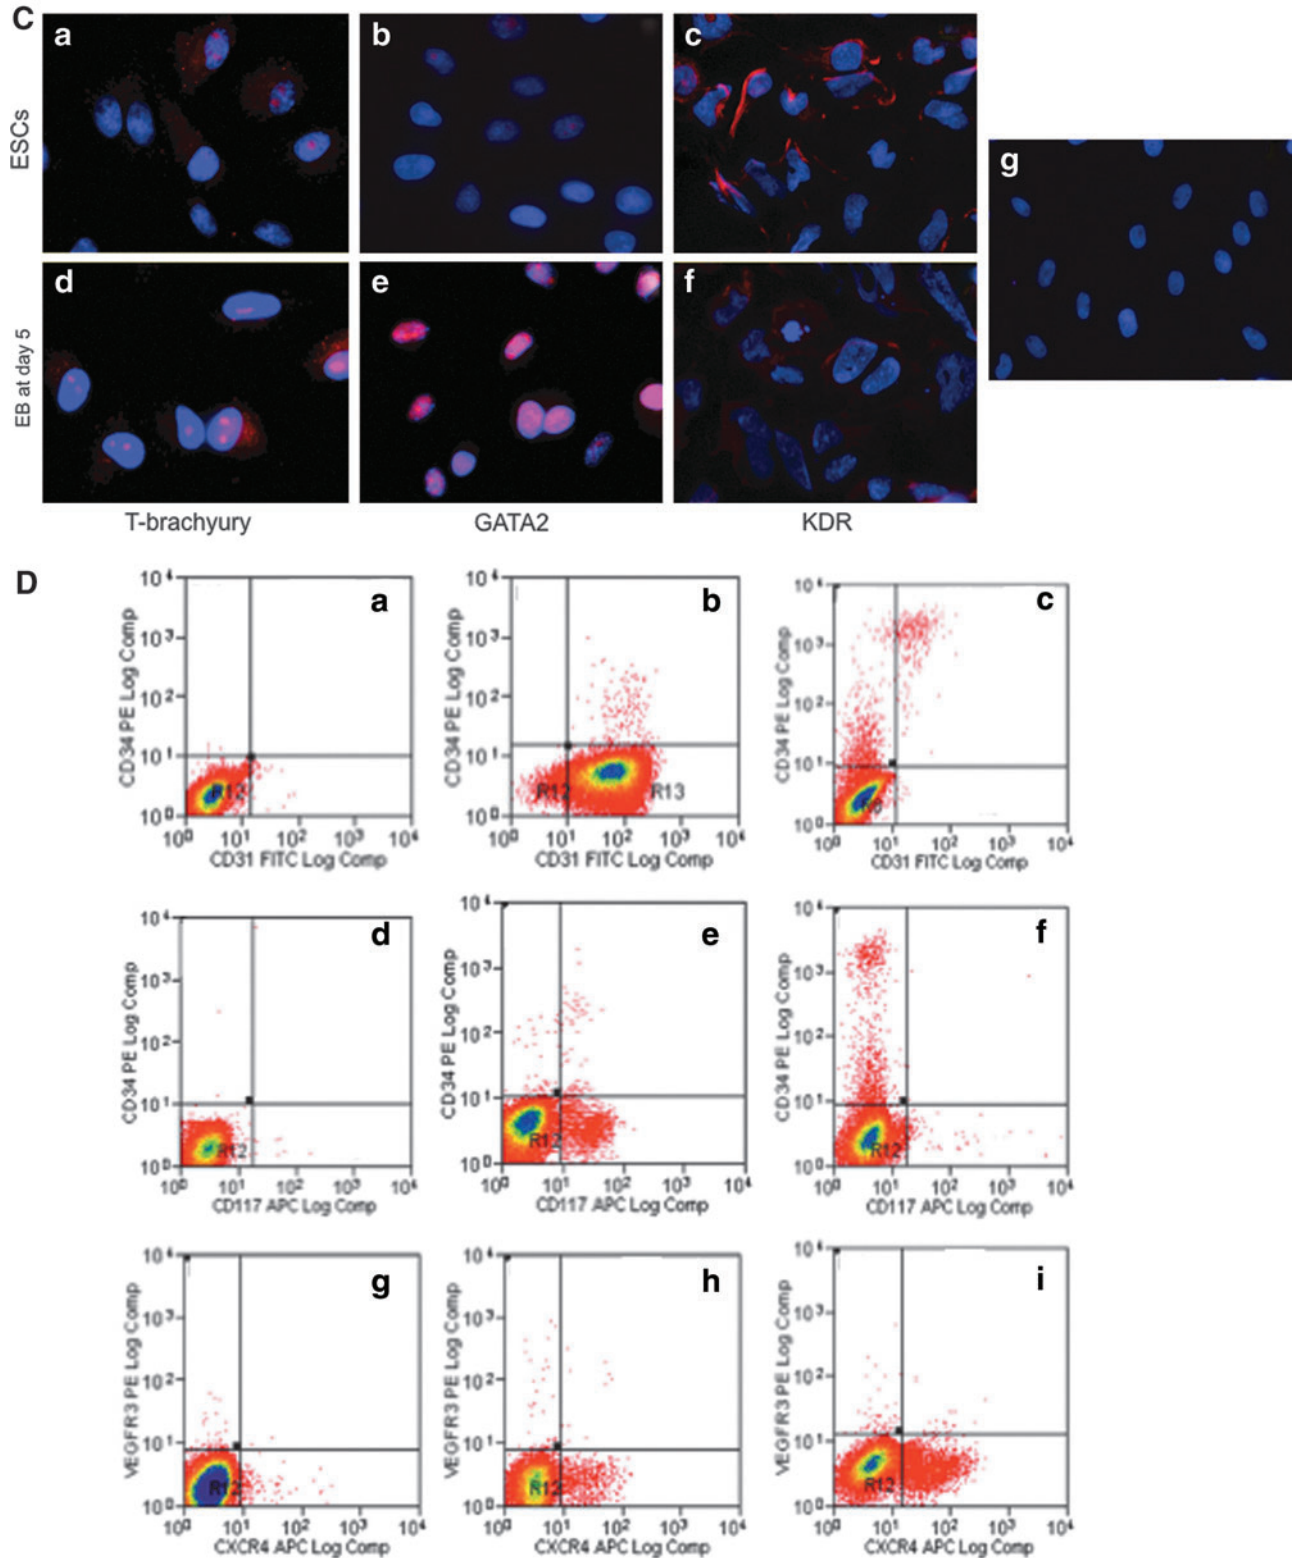 C
a
b
c
ESCs
g
d
e
f
EB at day 5
T-brachyury
GATA2
KDR
D
a
CD34 PE Log Comp
10⁴
10³
10²
10¹
10⁰
R12
10⁰ 10¹ 10² 10³ 10⁴
CD31 FITC Log Comp
b
CD34 PE Log Comp
10⁴
10³
10²
10¹
10⁰
R12 R13
10⁰ 10¹ 10² 10³ 10⁴
CD31 FITC Log Comp
c
CD34 PE Log Comp
10⁴
10³
10²
10¹
10⁰
10⁰ 10¹ 10² 10³ 10⁴
CD31 FITC Log Comp
d
CD34 PE Log Comp
10⁴
10³
10²
10¹
10⁰
R12
10⁰ 10¹ 10² 10³ 10⁴
CD117 APC Log Comp
e
CD34 PE Log Comp
10⁴
10³
10²
10¹
10⁰
R12
10⁰ 10¹ 10² 10³ 10⁴
CD117 APC Log Comp
f
CD34 PE Log Comp
10⁴
10³
10²
10¹
10⁰
R12
10⁰ 10¹ 10² 10³ 10⁴
CD117 APC Log Comp
g
VEGFR3 PE Log Comp
10⁴
10³
10²
10¹
10⁰
R12
10⁰ 10¹ 10² 10³ 10⁴
CXCR4 APC Log Comp
h
VEGFR3 PE Log Comp
10⁴
10³
10²
10¹
10⁰
R12
10⁰ 10¹ 10² 10³ 10⁴
CXCR4 APC Log Comp
i
VEGFR3 PE Log Comp
10⁴
10³
10²
10¹
10⁰
R12
10⁰ 10¹ 10² 10³ 10⁴
CXCR4 APC Log Comp